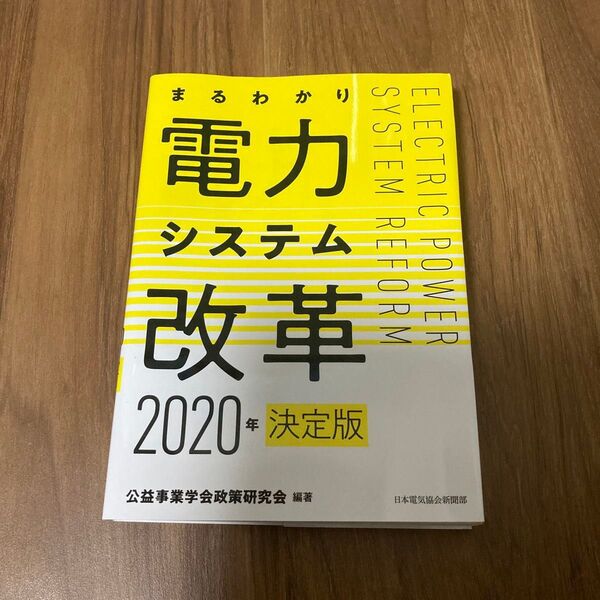 まるわかり
電力
システム
改革
2020年 決定版
ELECTRIC POWER
SYSTEM REFORM
公益事業学会政策研究会 編著
日本電気協会新聞部